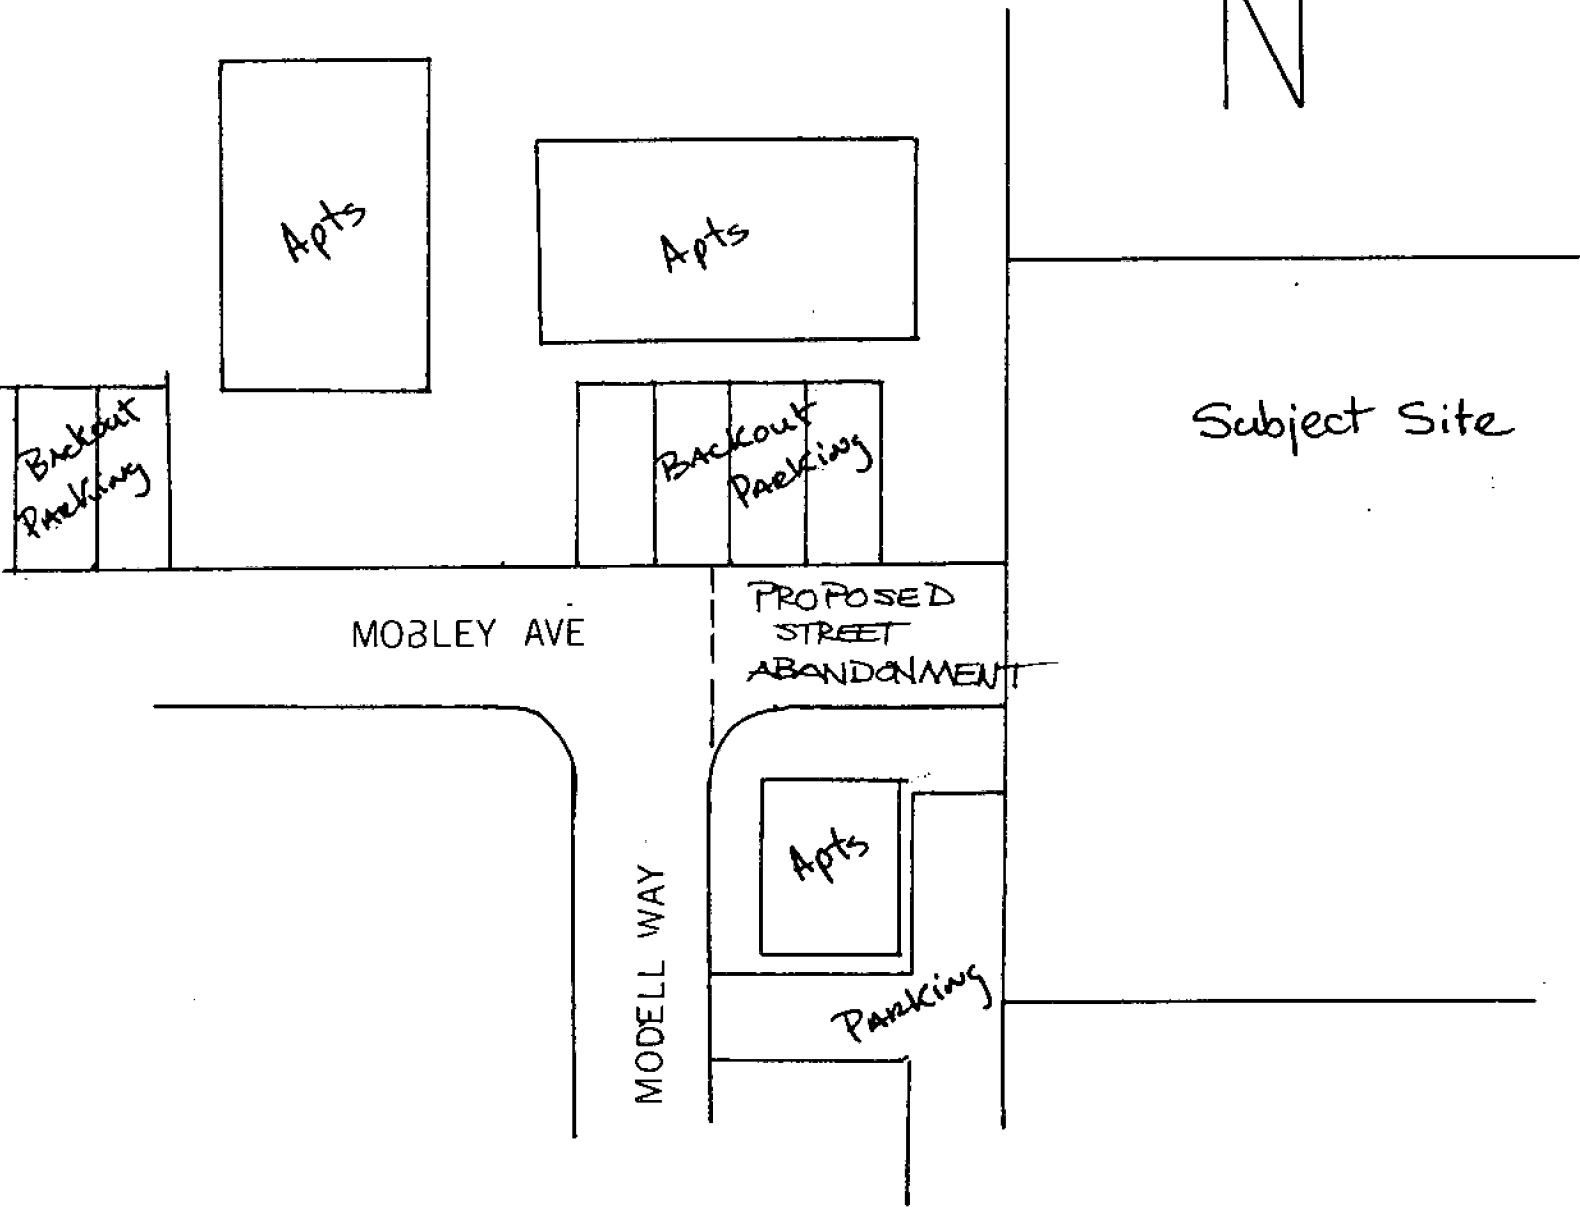 N
Apts
Apts
Subject Site
Backout
Parking
Backout
Parking
MOBLEY AVE
PROPOSED
STREET
ABANDONMENT
Apts
MODELL WAY
Parking